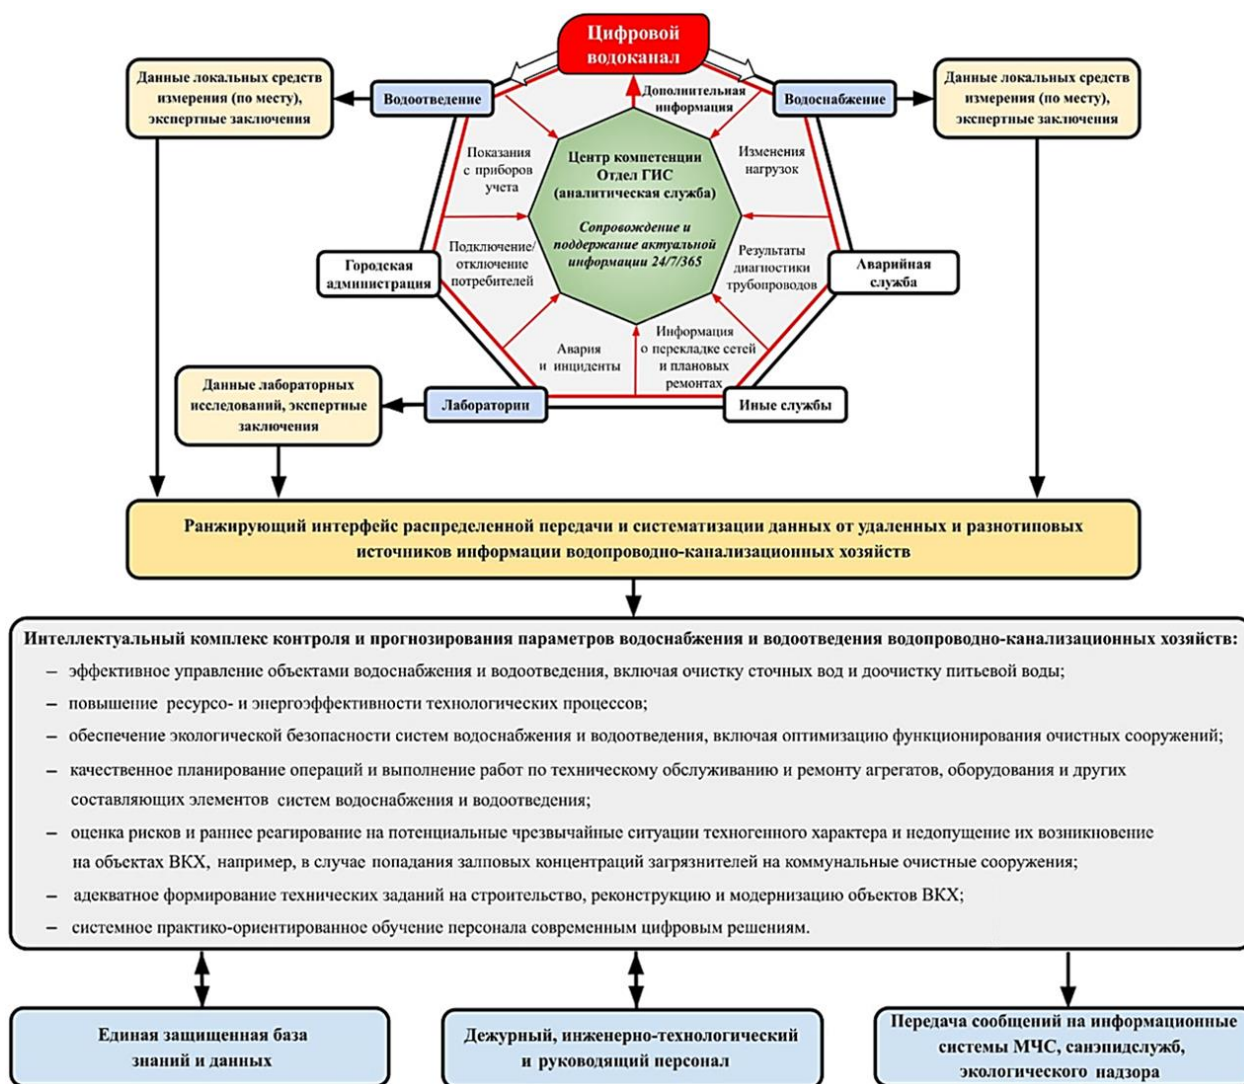 Цифровой
водоканал
Данные локальных средств
измерения (по месту),
экспертные заключения
Водоотведение
Дополнительная
информация
Водоснабжение
Данные локальных средств
измерения (по месту),
экспертные заключения
Показания
с приборов
учета
Центр компетенции
Отдел ГИС
(аналитическая служба)
Сопровождение и
поддержание актуальной
информации 24/7/365
Изменения
нагрузок
Городская
администрация
Подключение/
отключение
потребителей
Результаты
диагностики
трубопроводов
Аварийная
служба
Авария
и инциденты
Информация
о перекладке сетей
и плановых
ремонтах
Данные лабораторных
исследований, экспертные
заключения
Лаборатории
Иные службы
Ранжирующий интерфейс распределенной передачи и систематизации данных от удаленных и разнотиповых
источников информации водопроводно-канализационных хозяйств
Интеллектуальный комплекс контроля и прогнозирования параметров водоснабжения и водоотведения водопроводно-канализационных хозяйств:
– эффективное управление объектами водоснабжения и водоотведения, включая очистку сточных вод и доочистку питьевой воды;
– повышение ресурсо- и энергоэффективности технологических процессов;
– обеспечение экологической безопасности систем водоснабжения и водоотведения, включая оптимизацию функционирования очистных сооружений;
– качественное планирование операций и выполнение работ по техническому обслуживанию и ремонту агрегатов, оборудования и других
составляющих элементов систем водоснабжения и водоотведения;
– оценка рисков и раннее реагирование на потенциальные чрезвычайные ситуации техногенного характера и недопущение их возникновение
на объектах ВКХ, например, в случае попадания залповых концентраций загрязнителей на коммунальные очистные сооружения;
– адекватное формирование технических заданий на строительство, реконструкцию и модернизацию объектов ВКХ;
– системное практико-ориентированное обучение персонала современным цифровым решениям.
Единая защищенная база
знаний и данных
Дежурный, инженерно-технологический
и руководящий персонал
Передача сообщений на информационные
системы МЧС, санэпидслужб,
экологического надзора